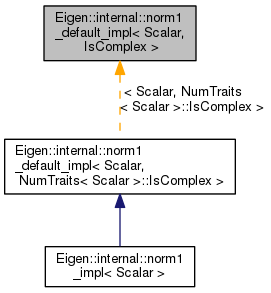 Eigen::internal::norm1
_default_impl< Scalar,
IsComplex >
< Scalar, NumTraits
< Scalar >::IsComplex >
Eigen::internal::norm1
_default_impl< Scalar,
NumTraits< Scalar >::IsComplex >
Eigen::internal::norm1
_impl< Scalar >